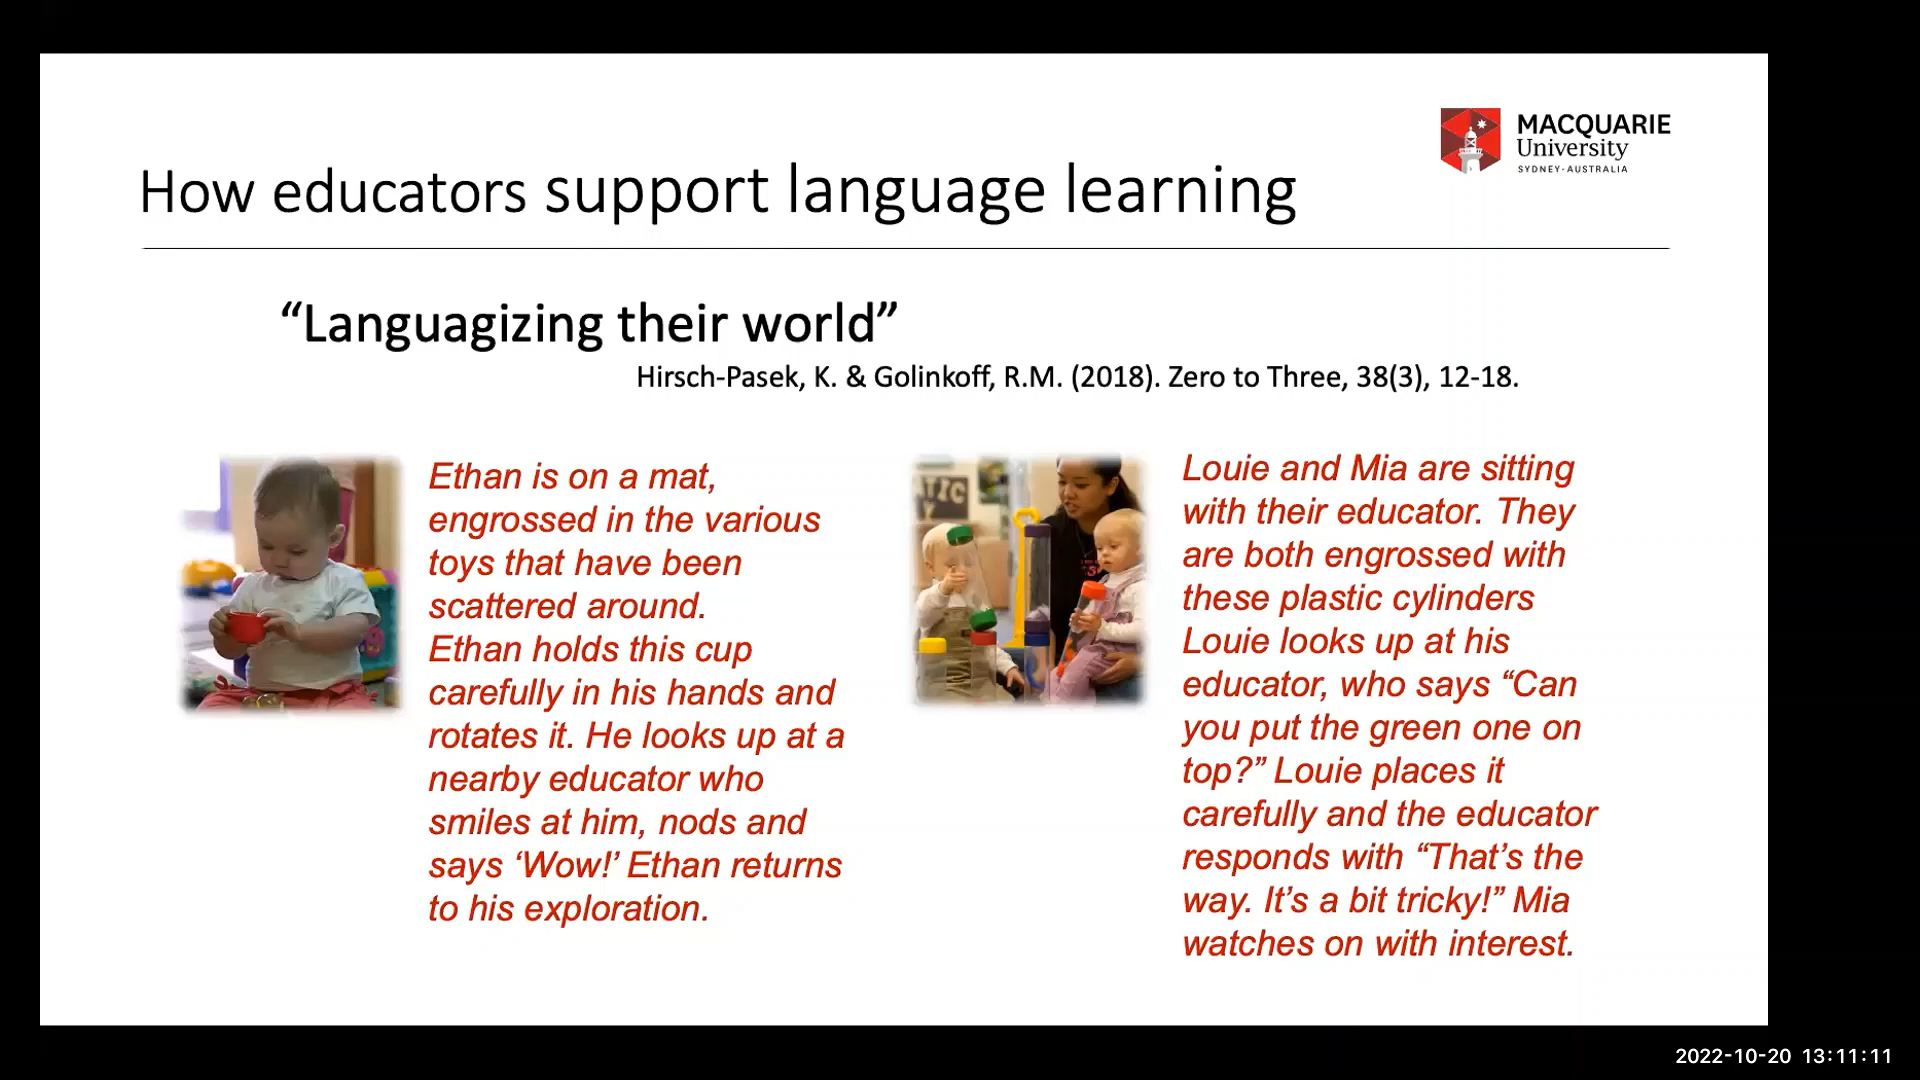 MACQUARIE
University
SYDNEY·AUSTRALIA
How educators support language learning
“Languagizing their world”
Hirsch-Pasek, K. & Golinkoff, R.M. (2018). Zero to Three, 38(3), 12-18.
Ethan is on a mat,
engrossed in the various
toys that have been
scattered around.
Ethan holds this cup
carefully in his hands and
rotates it. He looks up at a
nearby educator who
smiles at him, nods and
says ‘Wow!’ Ethan returns
to his exploration.
Louie and Mia are sitting
with their educator. They
are both engrossed with
these plastic cylinders
Louie looks up at his
educator, who says “Can
you put the green one on
top?” Louie places it
carefully and the educator
responds with “That’s the
way. It’s a bit tricky!” Mia
watches on with interest.
2022-10-20 13:11:11